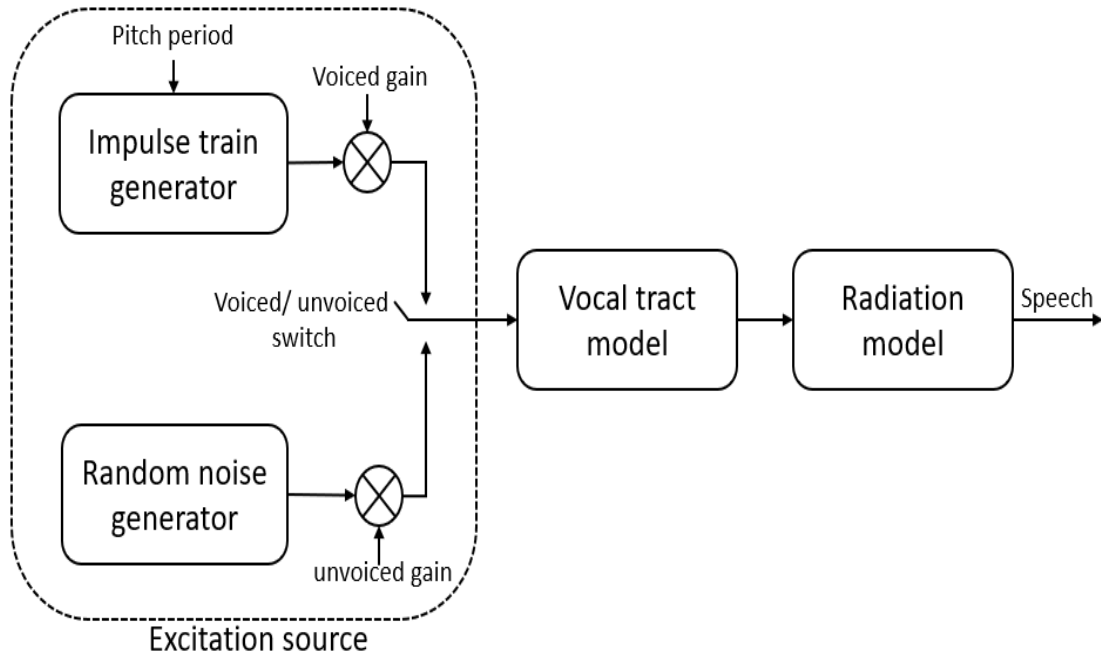 Pitch period
Voiced gain
Impulse train
generator
Voiced/ unvoiced
switch
Vocal tract
model
Radiation
model
Speech
Random noise
generator
unvoiced gain
Excitation source